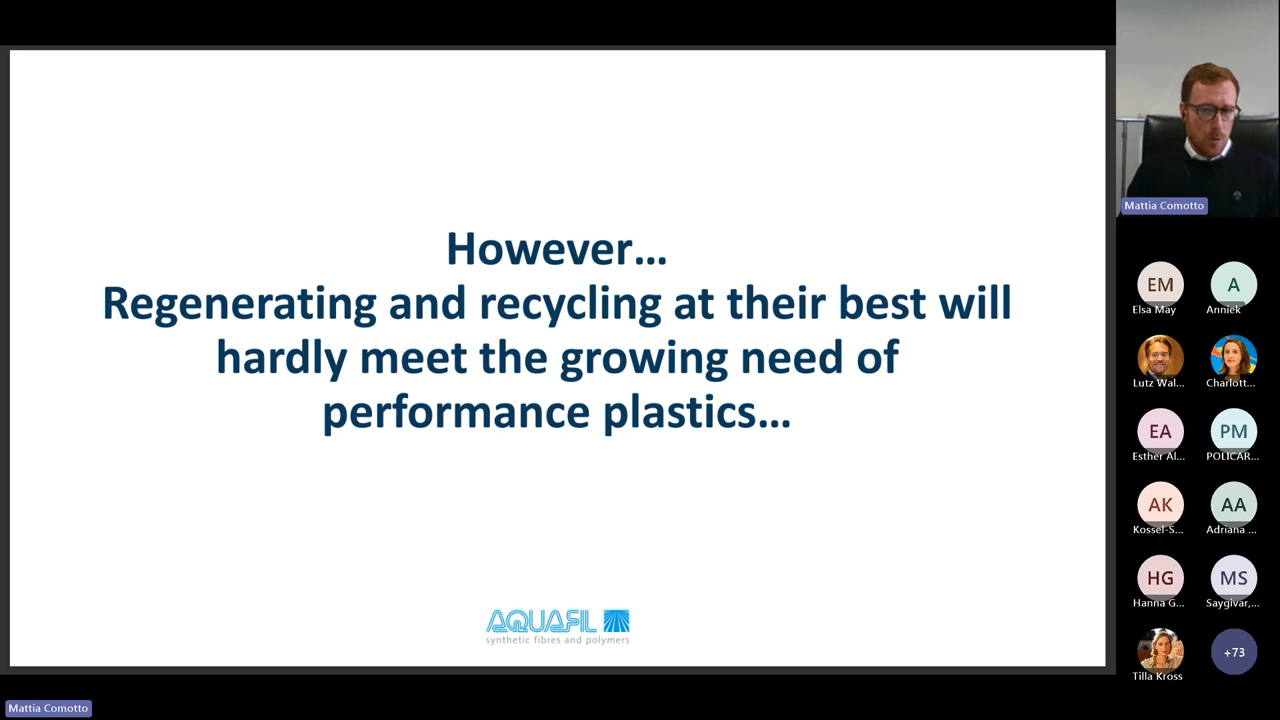 However...
Regenerating and recycling at their best will
hardly meet the growing need of
performance plastics...
AQUAFIL
synthetic fibres and polymers
Mattia Comotto
Mattia Comotto
EM
Elsa May
A
Anniek
Lutz Wal...
Charlott...
EA
Esther Al...
PM
POLICAR...
AK
Kossel-S...
AA
Adriana ...
HG
Hanna G...
MS
Saygivar,...
Tilla Kross
+73